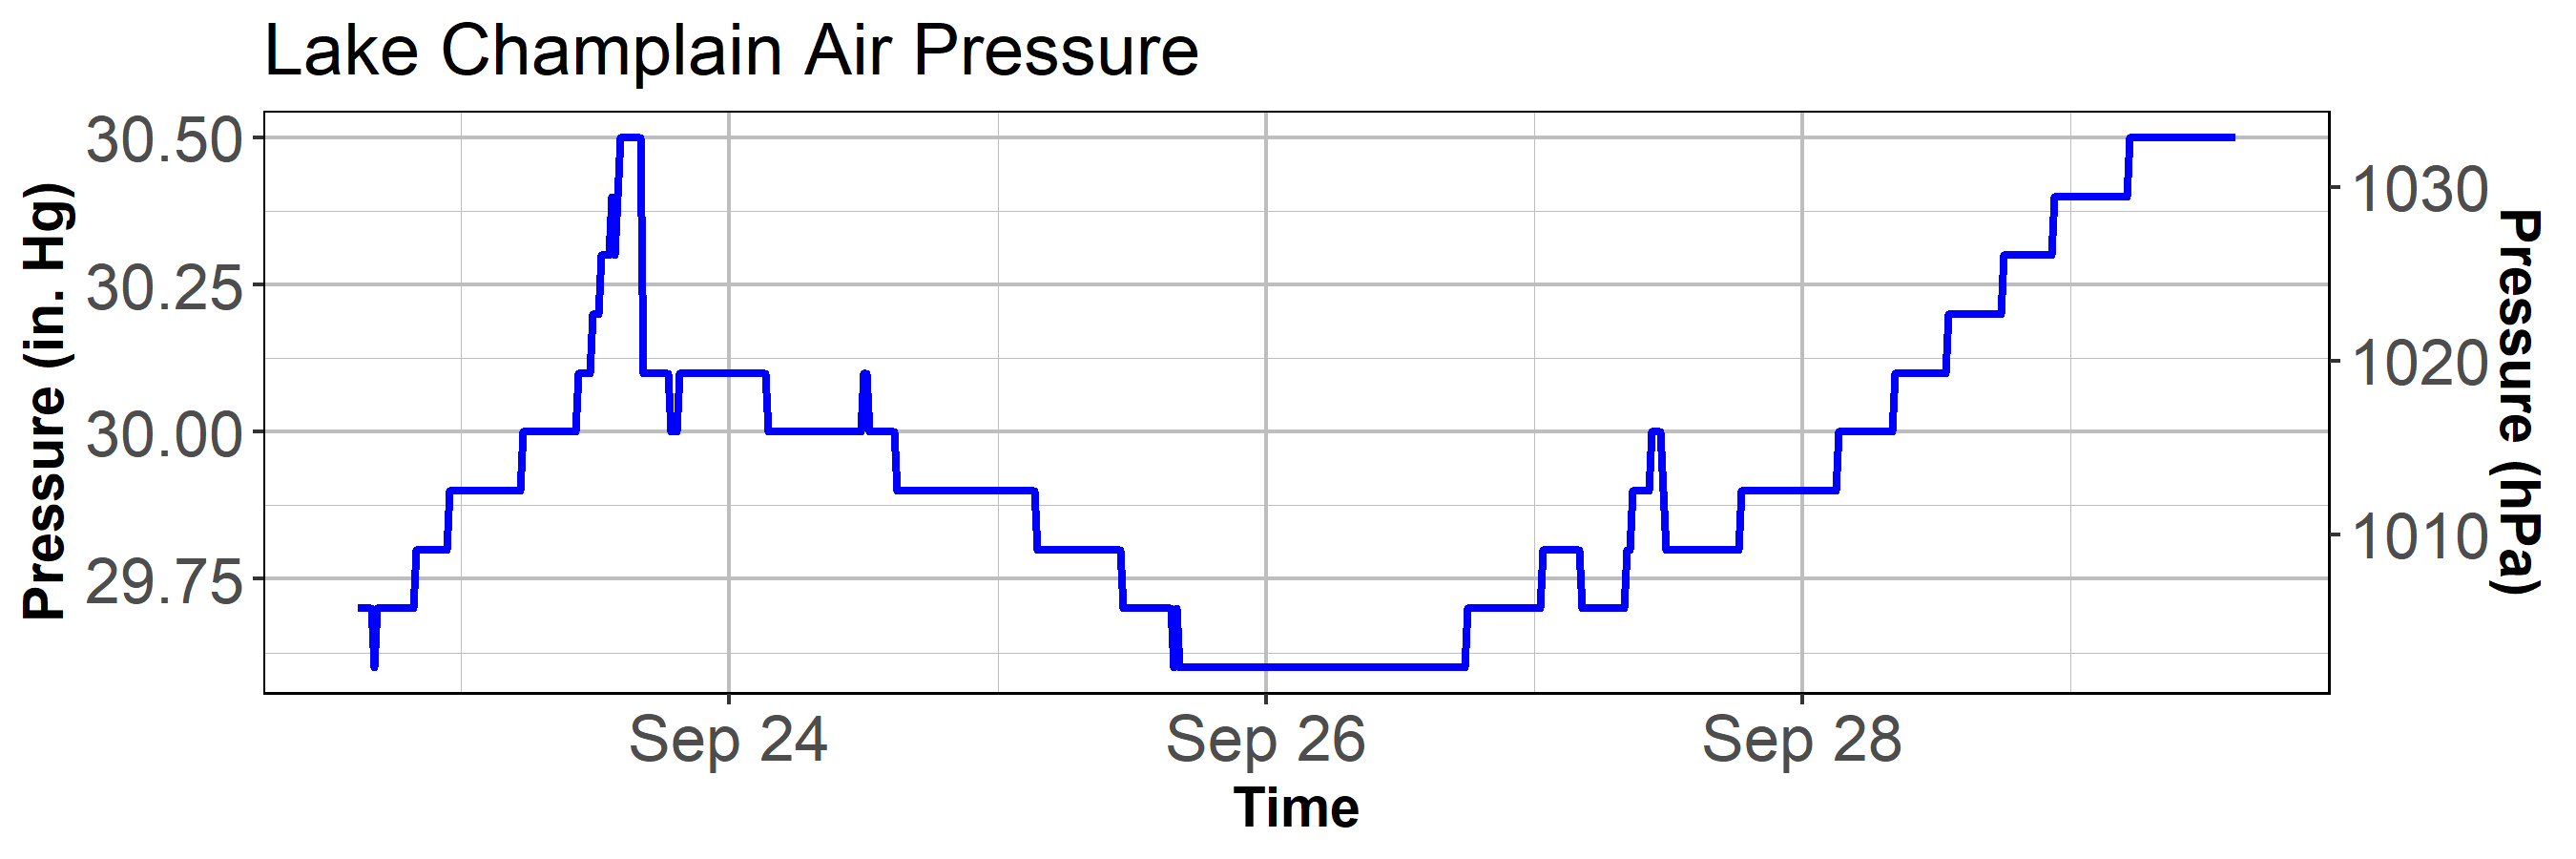 Lake Champlain Air Pressure
Pressure (in. Hg)
30.50
30.25
30.00
29.75
1030
1020
1010
Pressure (hPa)
Sep 24
Sep 26
Sep 28
Time